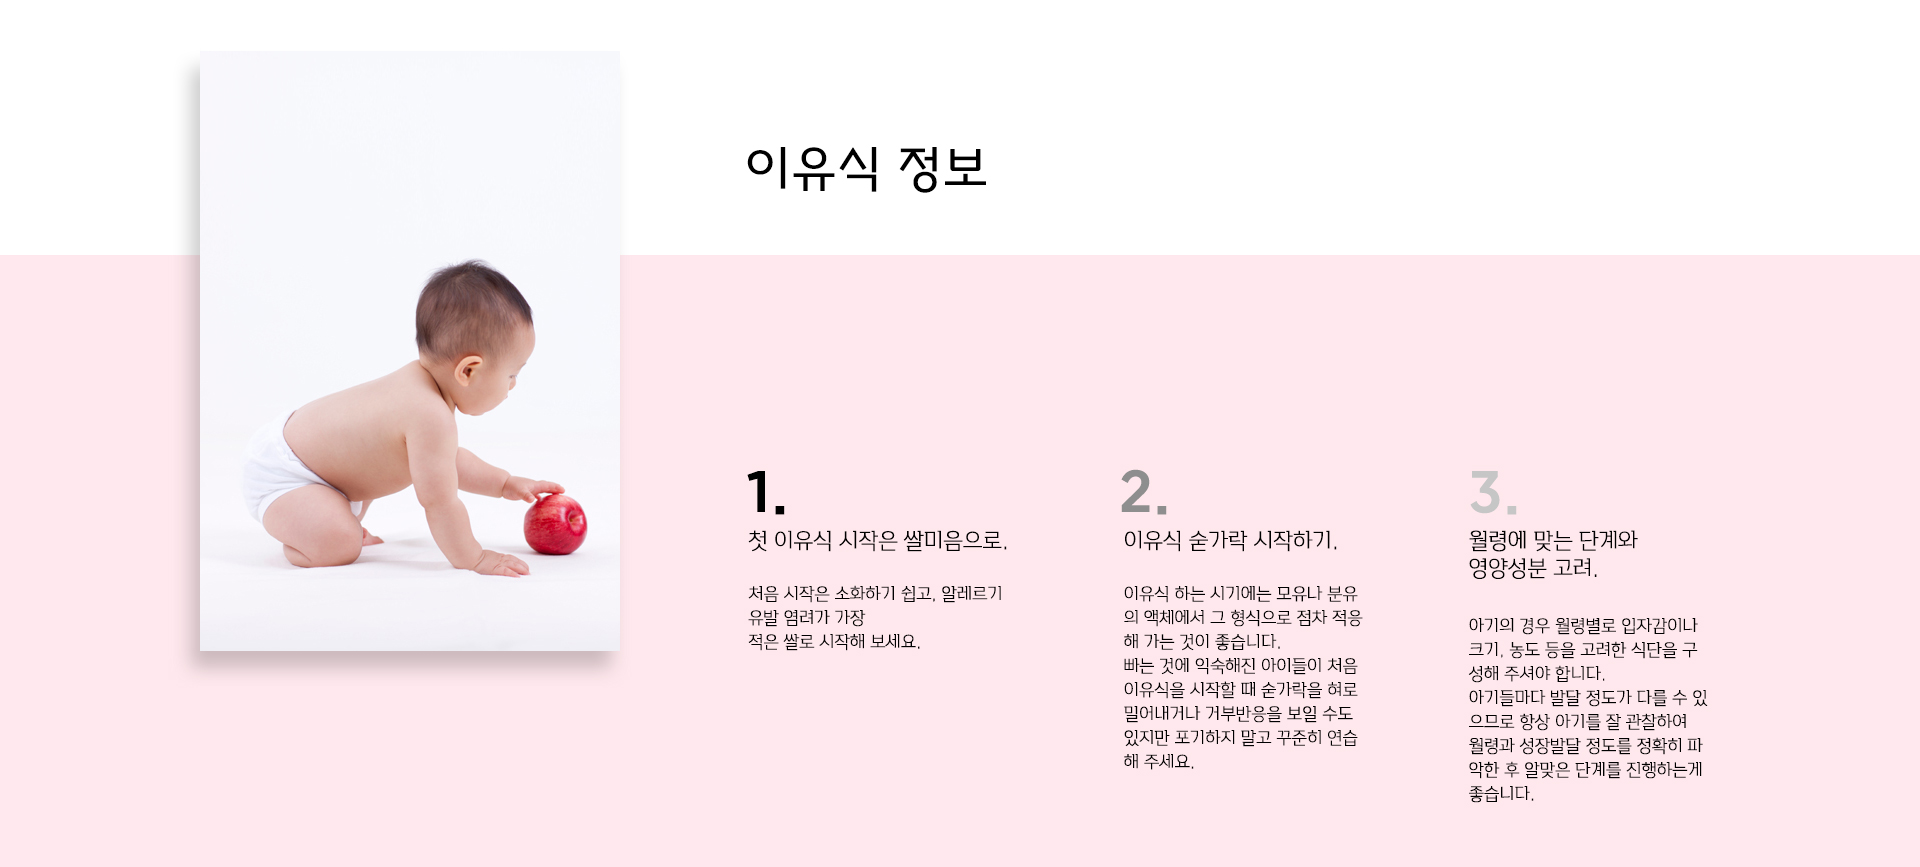 이유식 정보
1.
첫 이유식 시작은 쌀미음으로.
처음 시작은 소화하기 쉽고, 알레르기
유발 염려가 가장
적은 쌀로 시작해 보세요.
2.
이유식 숟가락 시작하기.
이유식 하는 시기에는 모유나 분유
의 액체에서 그 형식으로 점차 적응
해 가는 것이 좋습니다.
빠는 것에 익숙해진 아이들이 처음
이유식을 시작할 때 숟가락을 혀로
밀어내거나 거부반응을 보일 수도
있지만 포기하지 말고 꾸준히 연습
해 주세요.
3.
월령에 맞는 단계와
영양성분 고려.
아기의 경우 월령별로 입자감이나
크기, 농도 등을 고려한 식단을 구
성해 주셔야 합니다.
아기들마다 발달 정도가 다를 수 있
으므로 항상 아기를 잘 관찰하여
월령과 성장발달 정도를 정확히 파
악한 후 알맞은 단계를 진행하는게
좋습니다.